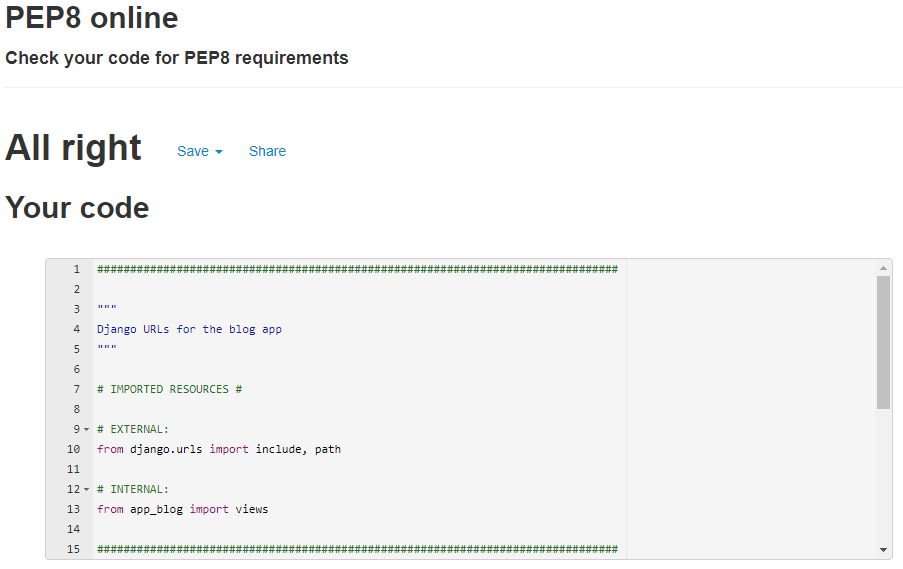 PEP8 online
Check your code for PEP8 requirements
All right Save Share
Your code
1 ###############################################################################
2
3 """
4 Django URLs for the blog app
5 """
6
7 # IMPORTED RESOURCES #
8
9 # EXTERNAL:
10 from django.urls import include, path
11
12 # INTERNAL:
13 from app_blog import views
14
15 ###############################################################################